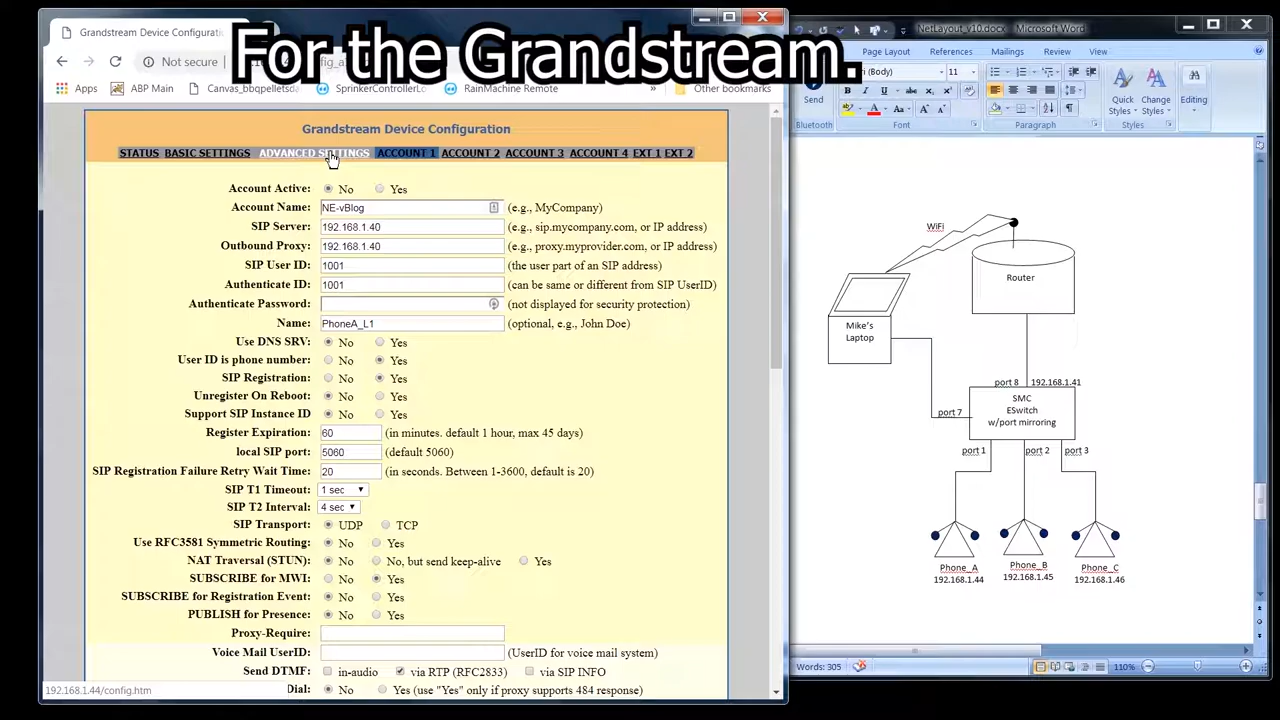 For the Grandstream.
Grandstream Device Configurati
Not secure
Apps
ABP Main
Canvas_bbqpelletsd
SprinkerControllerLo
RainMachine Remote
»
Other bookmarks
Grandstream Device Configuration
STATUS BASIC SETTINGS ADVANCED SETTINGS ACCOUNT 1 ACCOUNT 2 ACCOUNT 3 ACCOUNT 4 EXT 1 EXT 2
Account Active: No Yes
Account Name: NE-vBlog (e.g., MyCompany)
SIP Server: 192.168.1.40 (e.g., sip.mycompany.com, or IP address)
Outbound Proxy: 192.168.1.40 (e.g., proxy.myprovider.com, or IP address)
SIP User ID: 1001 (the user part of an SIP address)
Authenticate ID: 1001 (can be same or different from SIP UserID)
Authenticate Password: (not displayed for security protection)
Name: PhoneA_L1 (optional, e.g., John Doe)
Use DNS SRV: No Yes
User ID is phone number: No Yes
SIP Registration: No Yes
Unregister On Reboot: No Yes
Support SIP Instance ID No Yes
Register Expiration: 60 (in minutes. default 1 hour, max 45 days)
local SIP port: 5060 (default 5060)
SIP Registration Failure Retry Wait Time: 20 (in seconds. Between 1-3600, default is 20)
SIP T1 Timeout: 1 sec
SIP T2 Interval: 4 sec
SIP Transport: UDP TCP
Use RFC3581 Symmetric Routing: No Yes
NAT Traversal (STUN): No No, but send keep-alive Yes
SUBSCRIBE for MWI: No Yes
SUBSCRIBE for Registration Event: No Yes
PUBLISH for Presence: No Yes
Proxy-Require:
Voice Mail UserID: (UserID for voice mail system)
Send DTMF: in-audio via RTP (RFC2833) via SIP INFO
192.168.1.44/config.htm
Dial: No Yes (use "Yes" only if proxy supports 484 response)
NetLayout_v10.docx - Microsoft Word
Page Layout References Mailings Review View
(Body) 11
Send
Bluetooth
Font
Paragraph
Quick Styles
Change Styles
Styles
Editing
WiFi
Router
Mike's
Laptop
port 8 192.168.1.41
SMC
ESwitch
w/port mirroring
port 7
port 1 port 2 port 3
Phone_A
192.168.1.44
Phone_B
192.168.1.45
Phone_C
192.168.1.46
Words: 305
110%